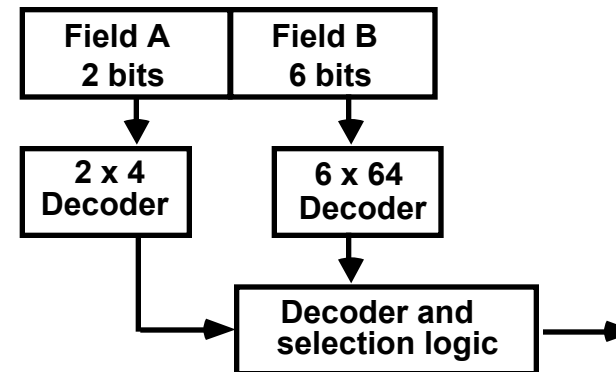 Field A
2 bits
Field B
6 bits
2 x 4
Decoder
6 x 64
Decoder
Decoder and
selection logic